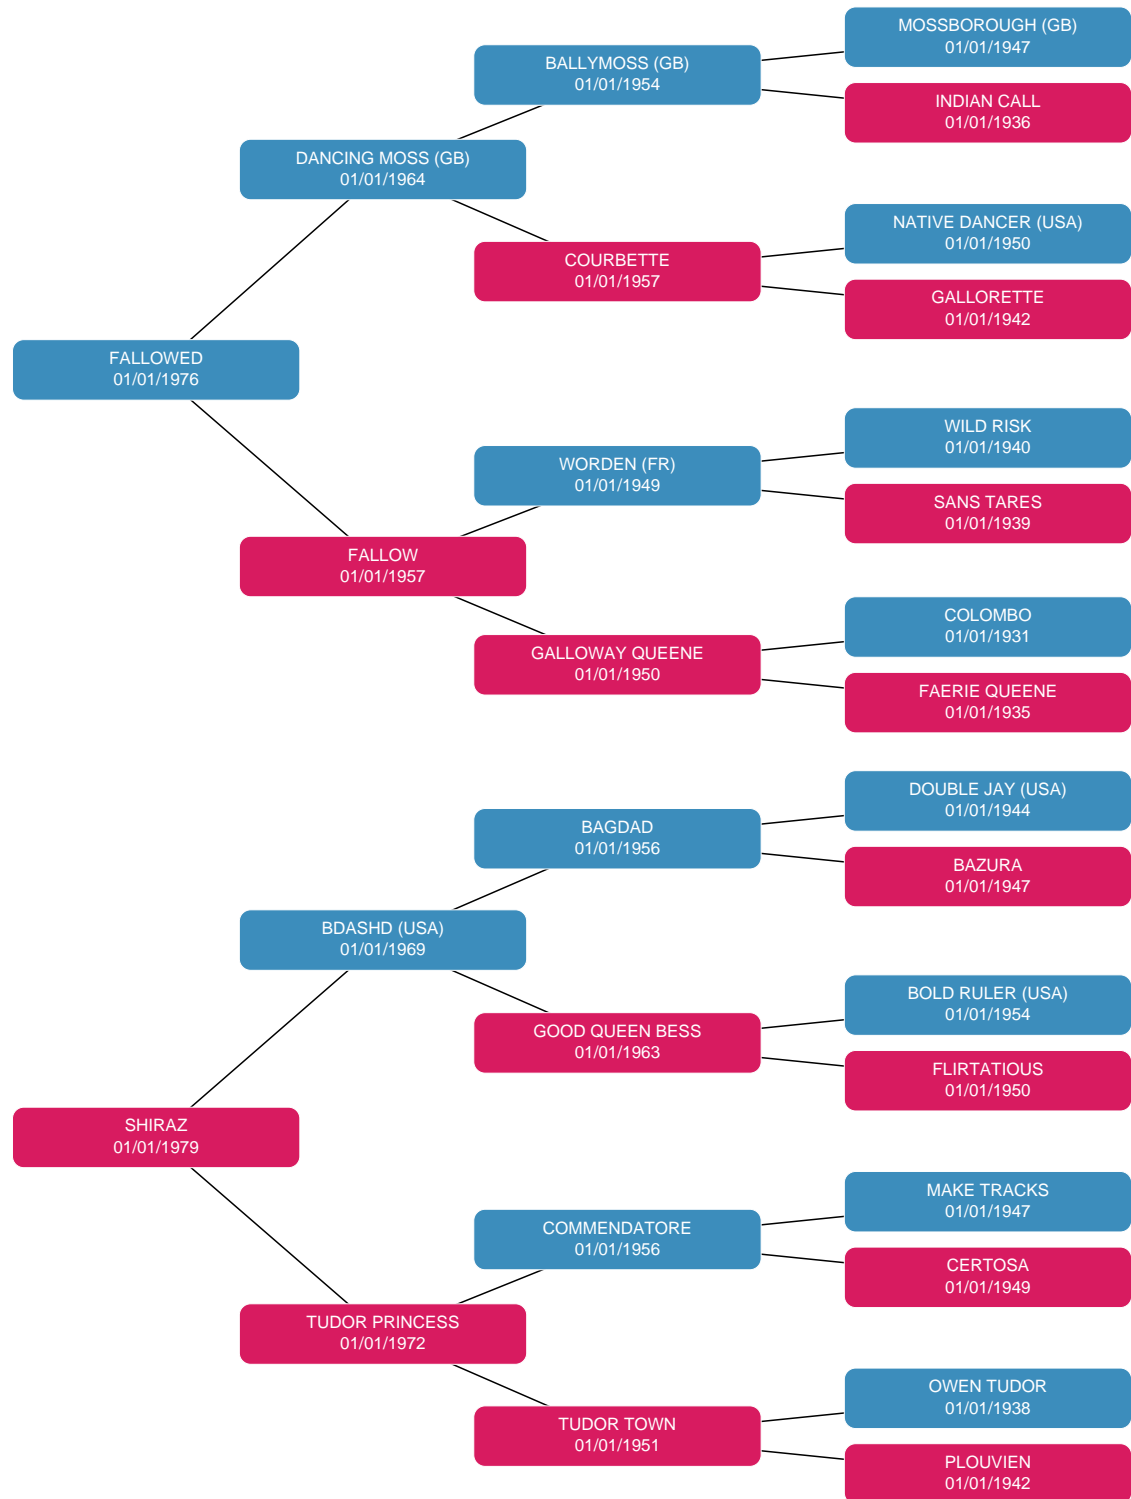 MOSSBOROUGH (GB)
01/01/1947
BALLYMOSS (GB)
01/01/1954
INDIAN CALL
01/01/1936
DANCING MOSS (GB)
01/01/1964
NATIVE DANCER (USA)
01/01/1950
COURBETTE
01/01/1957
GALLORETTE
01/01/1942
FALLOWED
01/01/1976
WILD RISK
01/01/1940
WORDEN (FR)
01/01/1949
SANS TARES
01/01/1939
FALLOW
01/01/1957
COLOMBO
01/01/1931
GALLOWAY QUEENE
01/01/1950
FAERIE QUEENE
01/01/1935
DOUBLE JAY (USA)
01/01/1944
BAGDAD
01/01/1956
BAZURA
01/01/1947
BDASHD (USA)
01/01/1969
BOLD RULER (USA)
01/01/1954
GOOD QUEEN BESS
01/01/1963
FLIRTATIOUS
01/01/1950
SHIRAZ
01/01/1979
MAKE TRACKS
01/01/1947
COMMENDATORE
01/01/1956
CERTOSA
01/01/1949
TUDOR PRINCESS
01/01/1972
OWEN TUDOR
01/01/1938
TUDOR TOWN
01/01/1951
PLOUVIEN
01/01/1942